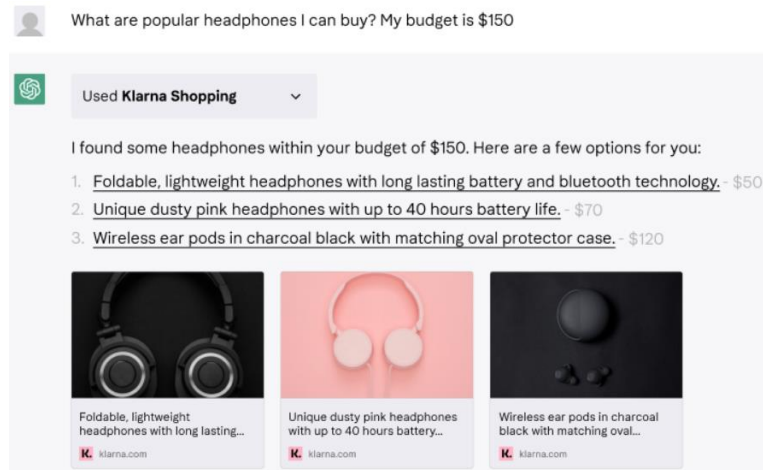 What are popular headphones I can buy? My budget is $150
Used Klarna Shopping
I found some headphones within your budget of $150. Here are a few options for you:
1. Foldable, lightweight headphones with long lasting battery and bluetooth technology. - $50
2. Unique dusty pink headphones with up to 40 hours battery life. - $70
3. Wireless ear pods in charcoal black with matching oval protector case. - $120
Foldable, lightweight
headphones with long lasting...
K. klarna.com
Unique dusty pink headphones
with up to 40 hours battery...
K. klarna.com
Wireless ear pods in charcoal
black with matching oval...
K. klarna.com